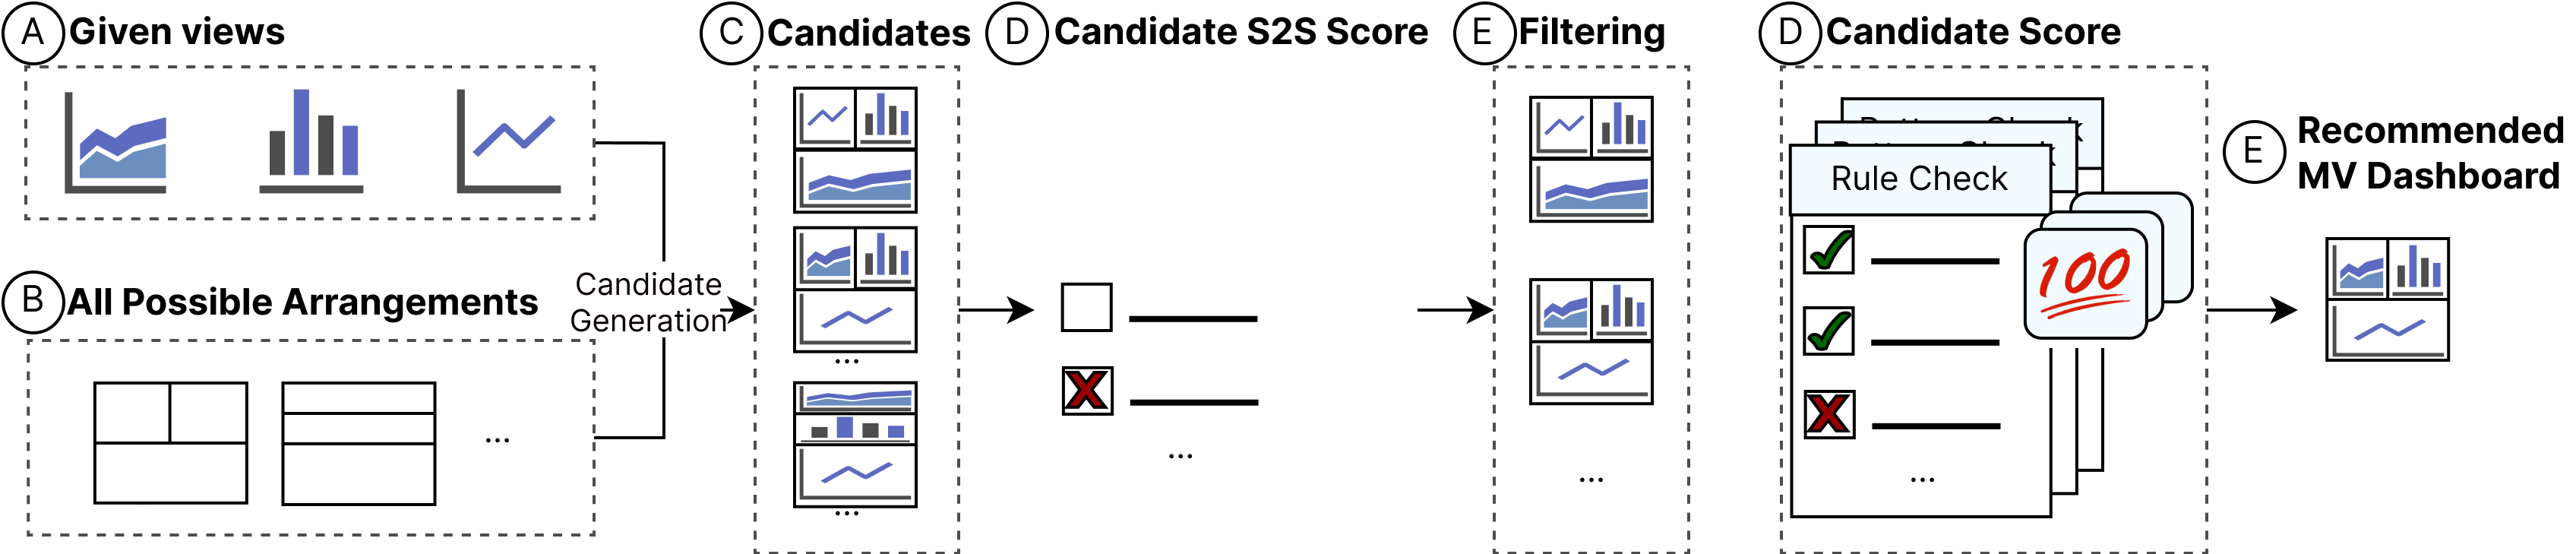 A Given views
B All Possible Arrangements
...
Candidate
Generation
C Candidates
...
...
D Candidate S2S Score
...
E Filtering
...
D Candidate Score
Rule Check
100
...
E Recommended
MV Dashboard